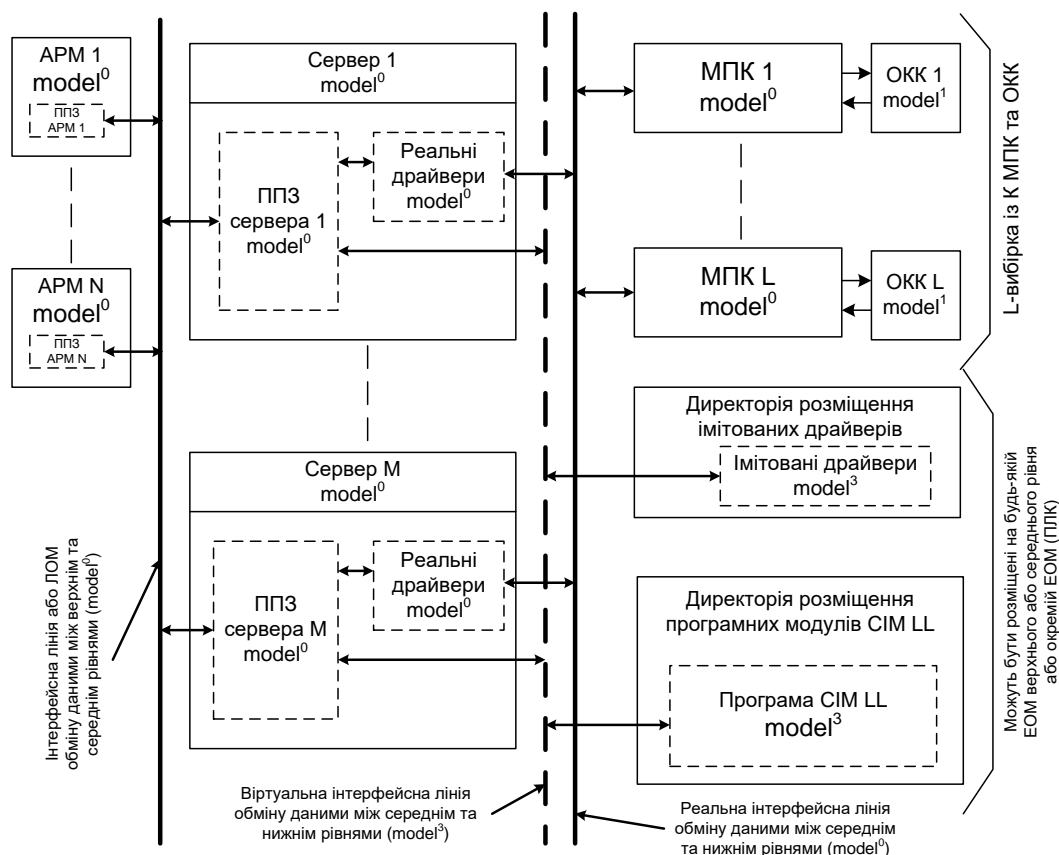 АРМ 1
model⁰
ППЗ
АРМ 1
АРМ N
model⁰
ППЗ
АРМ N
Сервер 1
model⁰
ППЗ
сервера 1
model⁰
Реальні
драйвери
model⁰
Сервер М
model⁰
ППЗ
сервера М
model⁰
Реальні
драйвери
model⁰
МПК 1
model⁰
ОКК 1
model¹
МПК L
model⁰
ОКК L
model¹
Директорія розміщення
імітованих драйверів
Імітовані драйвери
model³
Директорія розміщення
програмних модулів СІМ LL
Програма СІМ LL
model³
L-вибірка із К МПК та ОКК
Можуть бути розміщені на будь-якій
ЕОМ верхнього або середнього рівня
або окремій ЕОМ (ПЛК)
Інтерфейсна лінія або ЛОМ
обміну даними між верхнім та
середнім рівнями (model⁰)
Віртуальна інтерфейсна лінія
обміну даними між середнім та
нижнім рівнями (model³)
Реальна інтерфейсна лінія
обміну даними між середнім
та нижнім рівнями (model⁰)